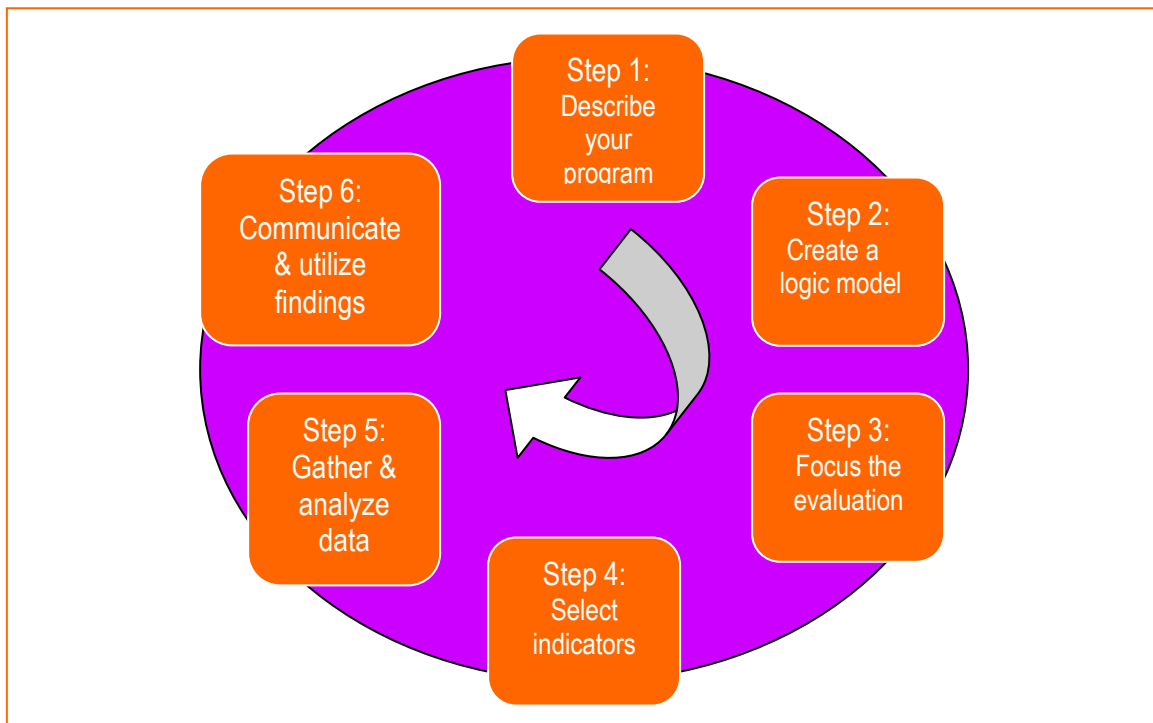 Step 1:
Describe
your
program
Step 2:
Create a
logic model
Step 3:
Focus the
evaluation
Step 4:
Select
indicators
Step 5:
Gather &
analyze
data
Step 6:
Communicate
& utilize
findings